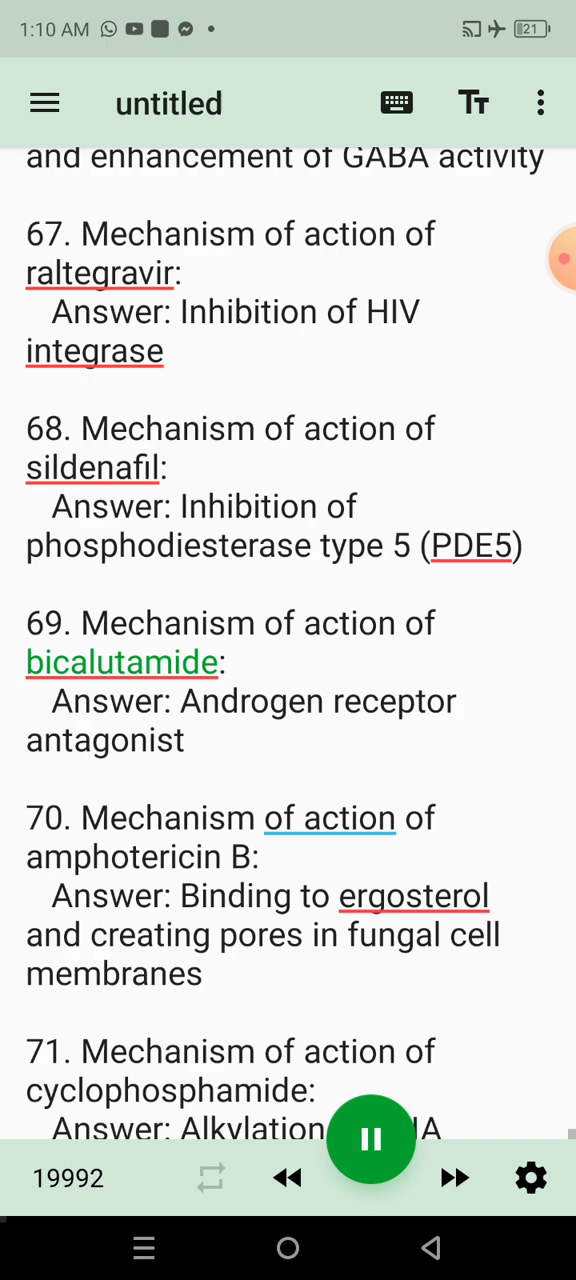 1:10 AM
21
untitled
and enhancement of GABA activity
67. Mechanism of action of
raltegravir:
Answer: Inhibition of HIV
integrase
68. Mechanism of action of
sildenafil:
Answer: Inhibition of
phosphodiesterase type 5 (PDE5)
69. Mechanism of action of
bicalutamide:
Answer: Androgen receptor
antagonist
70. Mechanism of action of
amphotericin B:
Answer: Binding to ergosterol
and creating pores in fungal cell
membranes
71. Mechanism of action of
cyclophosphamide:
Answer: Alkylation
19992